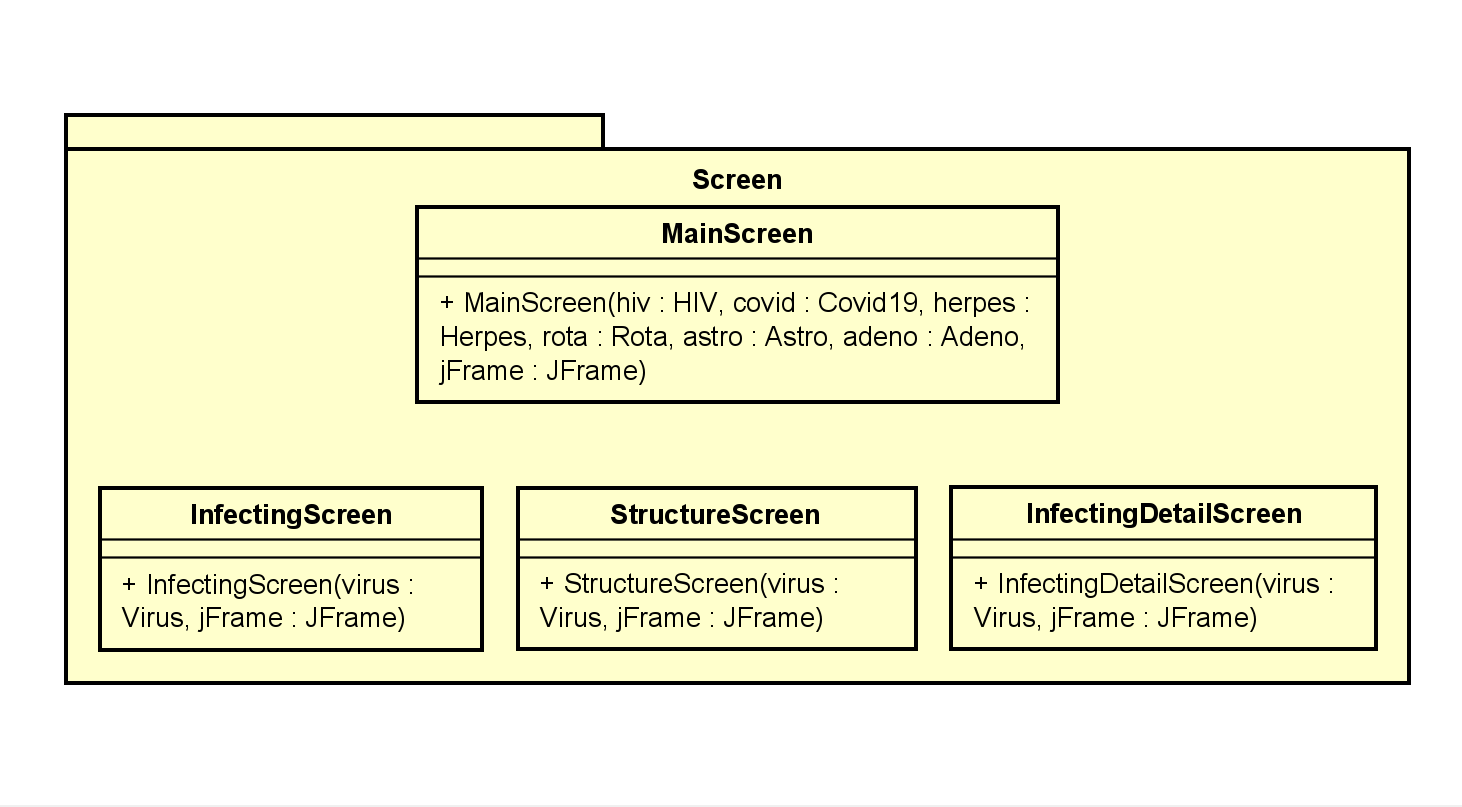 Screen
MainScreen
+ MainScreen(hiv : HIV, covid : Covid19, herpes :
Herpes, rota : Rota, astro : Astro, adeno : Adeno,
jFrame : JFrame)
InfectingScreen
+ InfectingScreen(virus :
Virus, jFrame : JFrame)
StructureScreen
+ StructureScreen(virus :
Virus, jFrame : JFrame)
InfectingDetailScreen
+ InfectingDetailScreen(virus :
Virus, jFrame : JFrame)